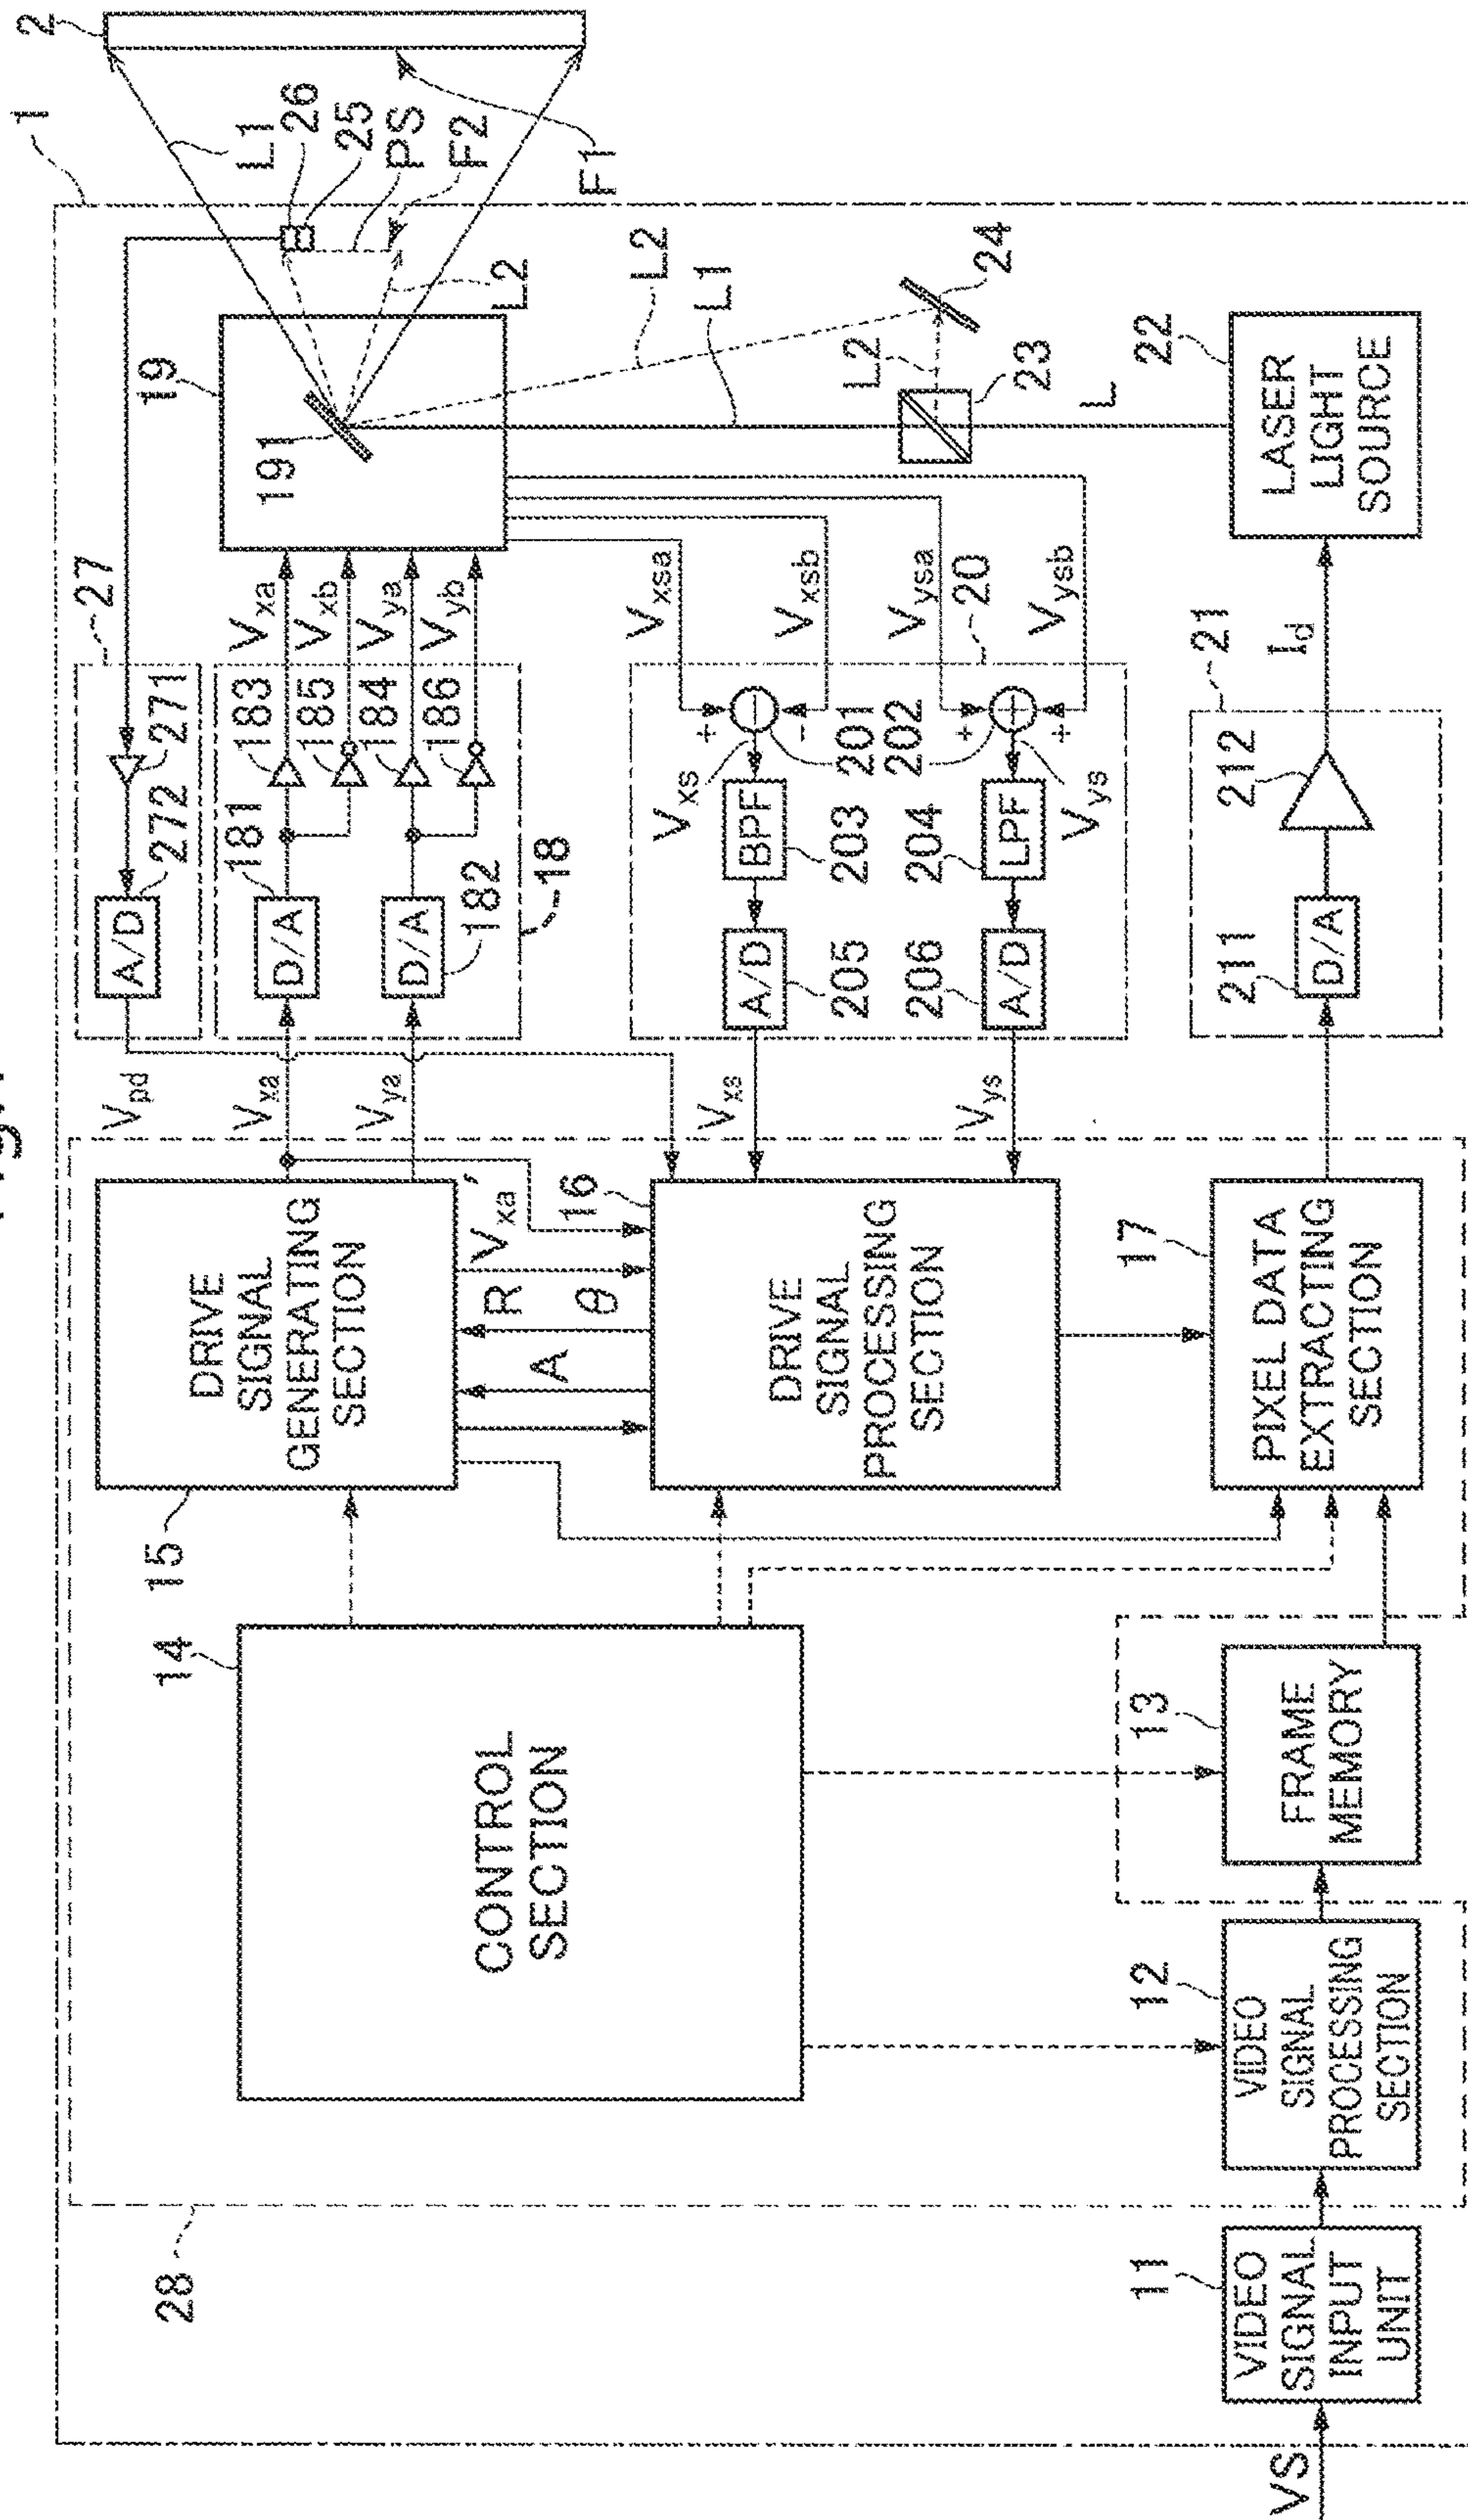 1
2
L1
26
25
PS
F2
F1
L2
19
191
L2
L1
L2
24
23
L
22
LASER
LIGHT
SOURCE
27
271
272
A/D
Vxa
Vxb
Vya
Vyb
183
185
184
186
181
D/A
D/A
182
18
Vxsa
Vxsb
Vysa
Vysb
20
+
-
+
+
201
202
Vxs
Vys
BPF
203
204
LPF
A/D
205
206
A/D
21
Id
212
211
D/A
Vpd
Vxa
Vya
Vxs
Vys
15
DRIVE
SIGNAL
GENERATING
SECTION
Vxa'
R
θ
A
16
DRIVE
SIGNAL
PROCESSING
SECTION
17
PIXEL DATA
EXTRACTING
SECTION
14
CONTROL
SECTION
13
FRAME
MEMORY
12
VIDEO
SIGNAL
PROCESSING
SECTION
28
11
VIDEO
SIGNAL
INPUT
UNIT
VS